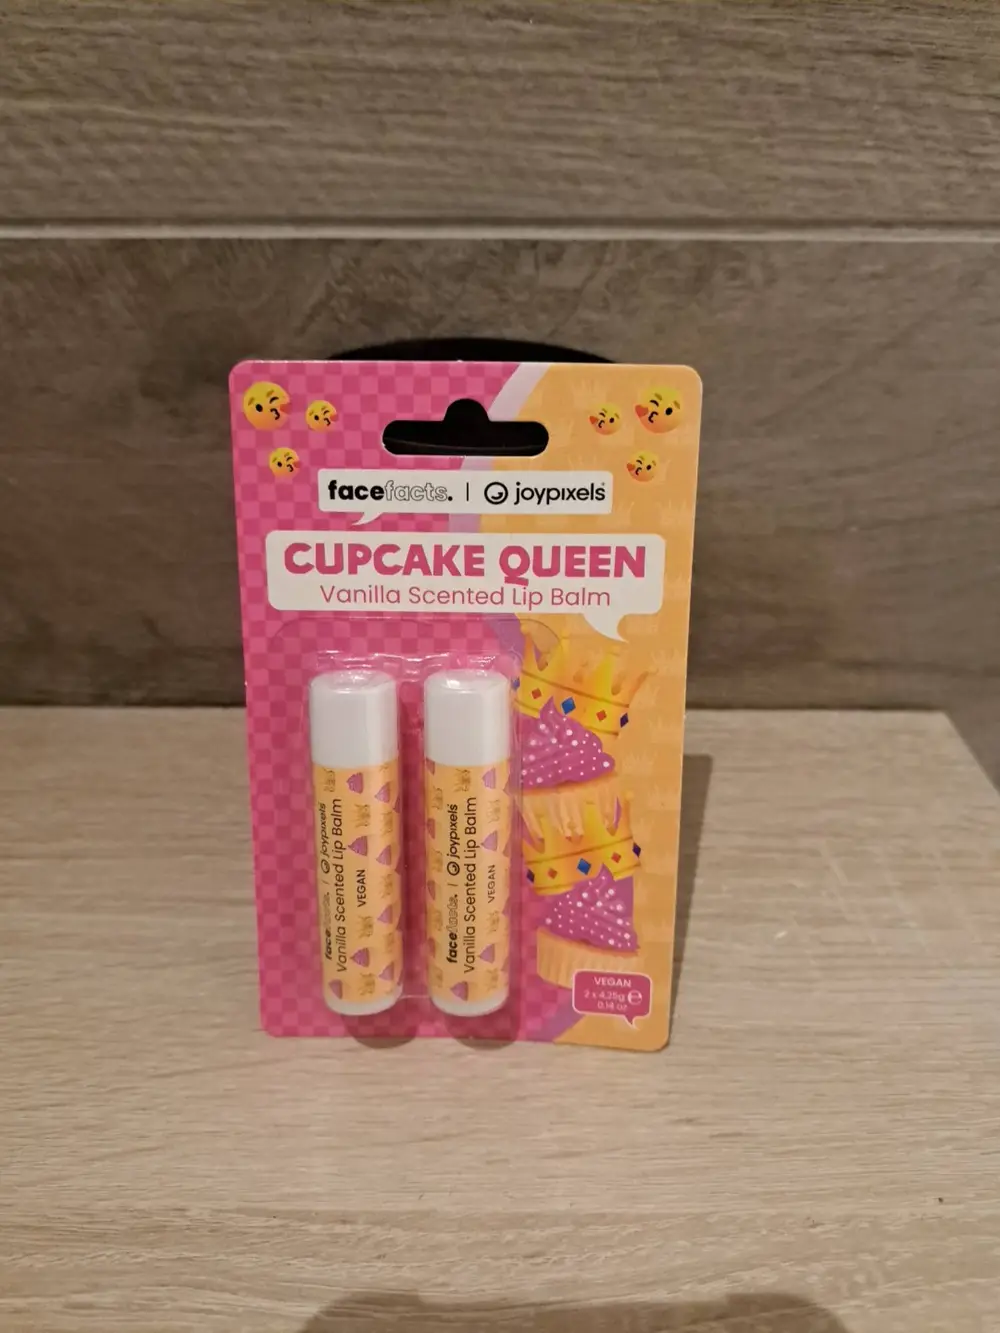 facefacts. | joypixels
CUPCAKE QUEEN
Vanilla Scented Lip Balm
facefacts. | joypixels
Vanilla Scented Lip Balm
VEGAN
facefacts. | joypixels
Vanilla Scented Lip Balm
VEGAN
VEGAN
2 x 4.25g e
0.14 oz